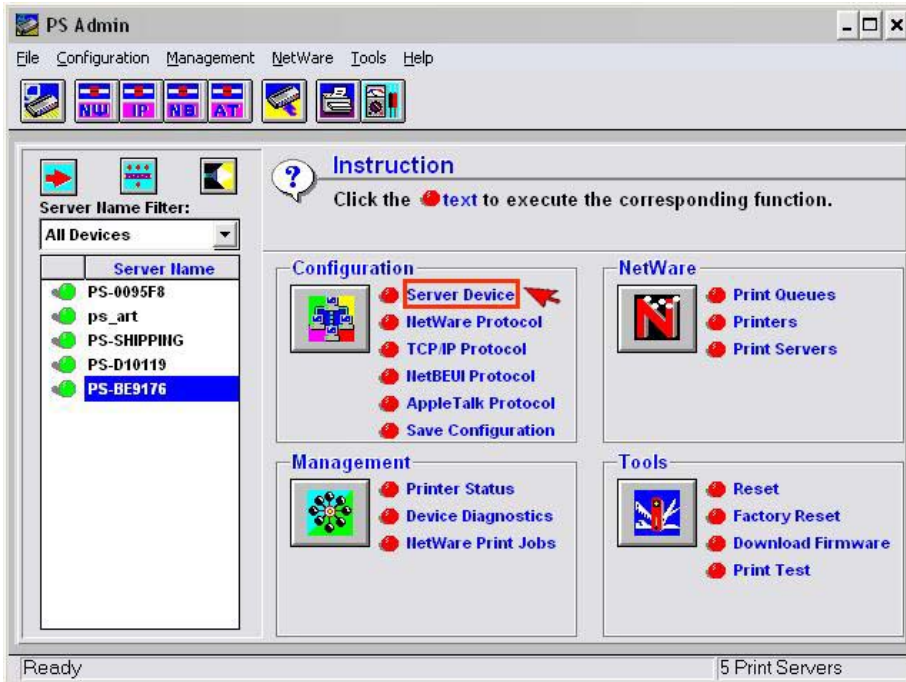 PS Admin
File Configuration Management NetWare Tools Help
NW IP NB AT
Instruction
Click the text to execute the corresponding function.
Server Name Filter:
All Devices
Server Name
PS-0095F8
ps_art
PS-SHIPPING
PS-D10119
PS-BE9176
Configuration
Server Device
NetWare Protocol
TCP/IP Protocol
NetBEUI Protocol
AppleTalk Protocol
Save Configuration
NetWare
N
Print Queues
Printers
Print Servers
Management
Printer Status
Device Diagnostics
NetWare Print Jobs
Tools
Reset
Factory Reset
Download Firmware
Print Test
Ready
5 Print Servers